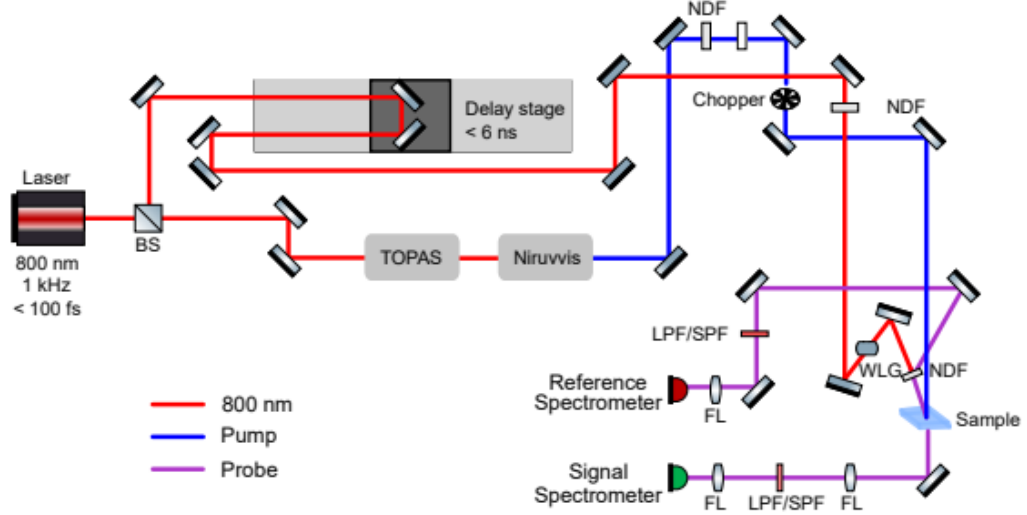 NDF
Delay stage
< 6 ns
Chopper
NDF
Laser
BS
800 nm
1 kHz
< 100 fs
TOPAS
Niruvvis
LPF/SPF
WLG
NDF
Reference
Spectrometer
FL
Sample
800 nm
Pump
Probe
Signal
Spectrometer
FL
LPF/SPF
FL